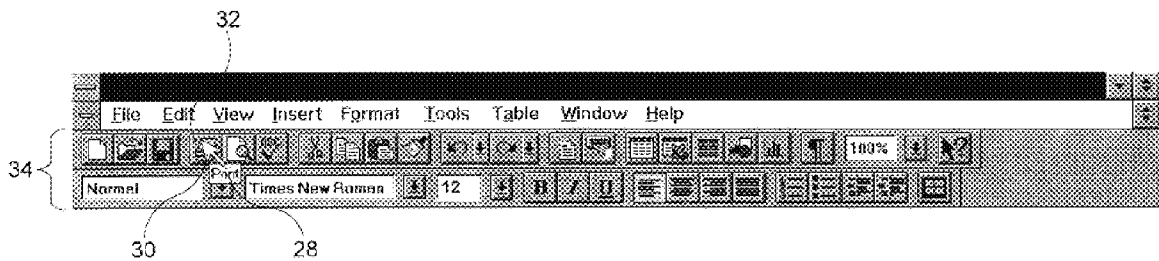 32
File Edit View Insert Format Tools Table Window Help
34
ABC 100% ?
Print
Normal Times New Roman 12 B I U
30 28